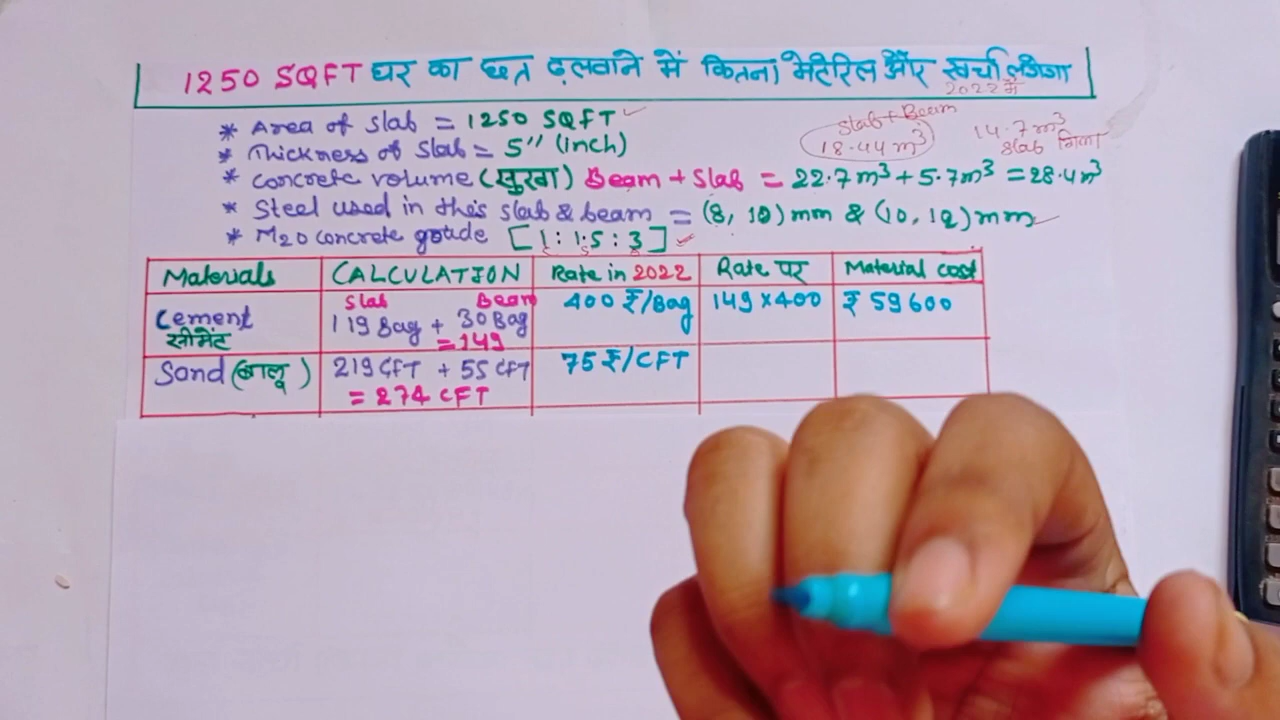 1250 SQFT घर का छत ढ़लवाने में कितना मेटेरिल और खर्चा लगेगा
2022 में
* Area of slab = 1250 SQFT ✓
* Thickness of slab = 5" (inch)
slab + Beam
18.44 m³
14.7 m³
slab
* concrete volume (सुखा) Beam + Slab = 22.7 m³ + 5.7 m³ = 28.4 m³
* Steel used in this slab & beam = (8, 10) mm & (10, 12) mm
* M20 concrete grade [1 : 1.5 : 3] ✓
Materials CALCULATION Rate in 2022 Rate पर Material cost
Cement सीमेंट Slab Beam 119 Bag + 30 Bag = 149 400 ₹/Bag 149 x 400 ₹ 59600
Sand (बालू) 219 CFT + 55 CFT = 274 CFT 75 ₹/CFT